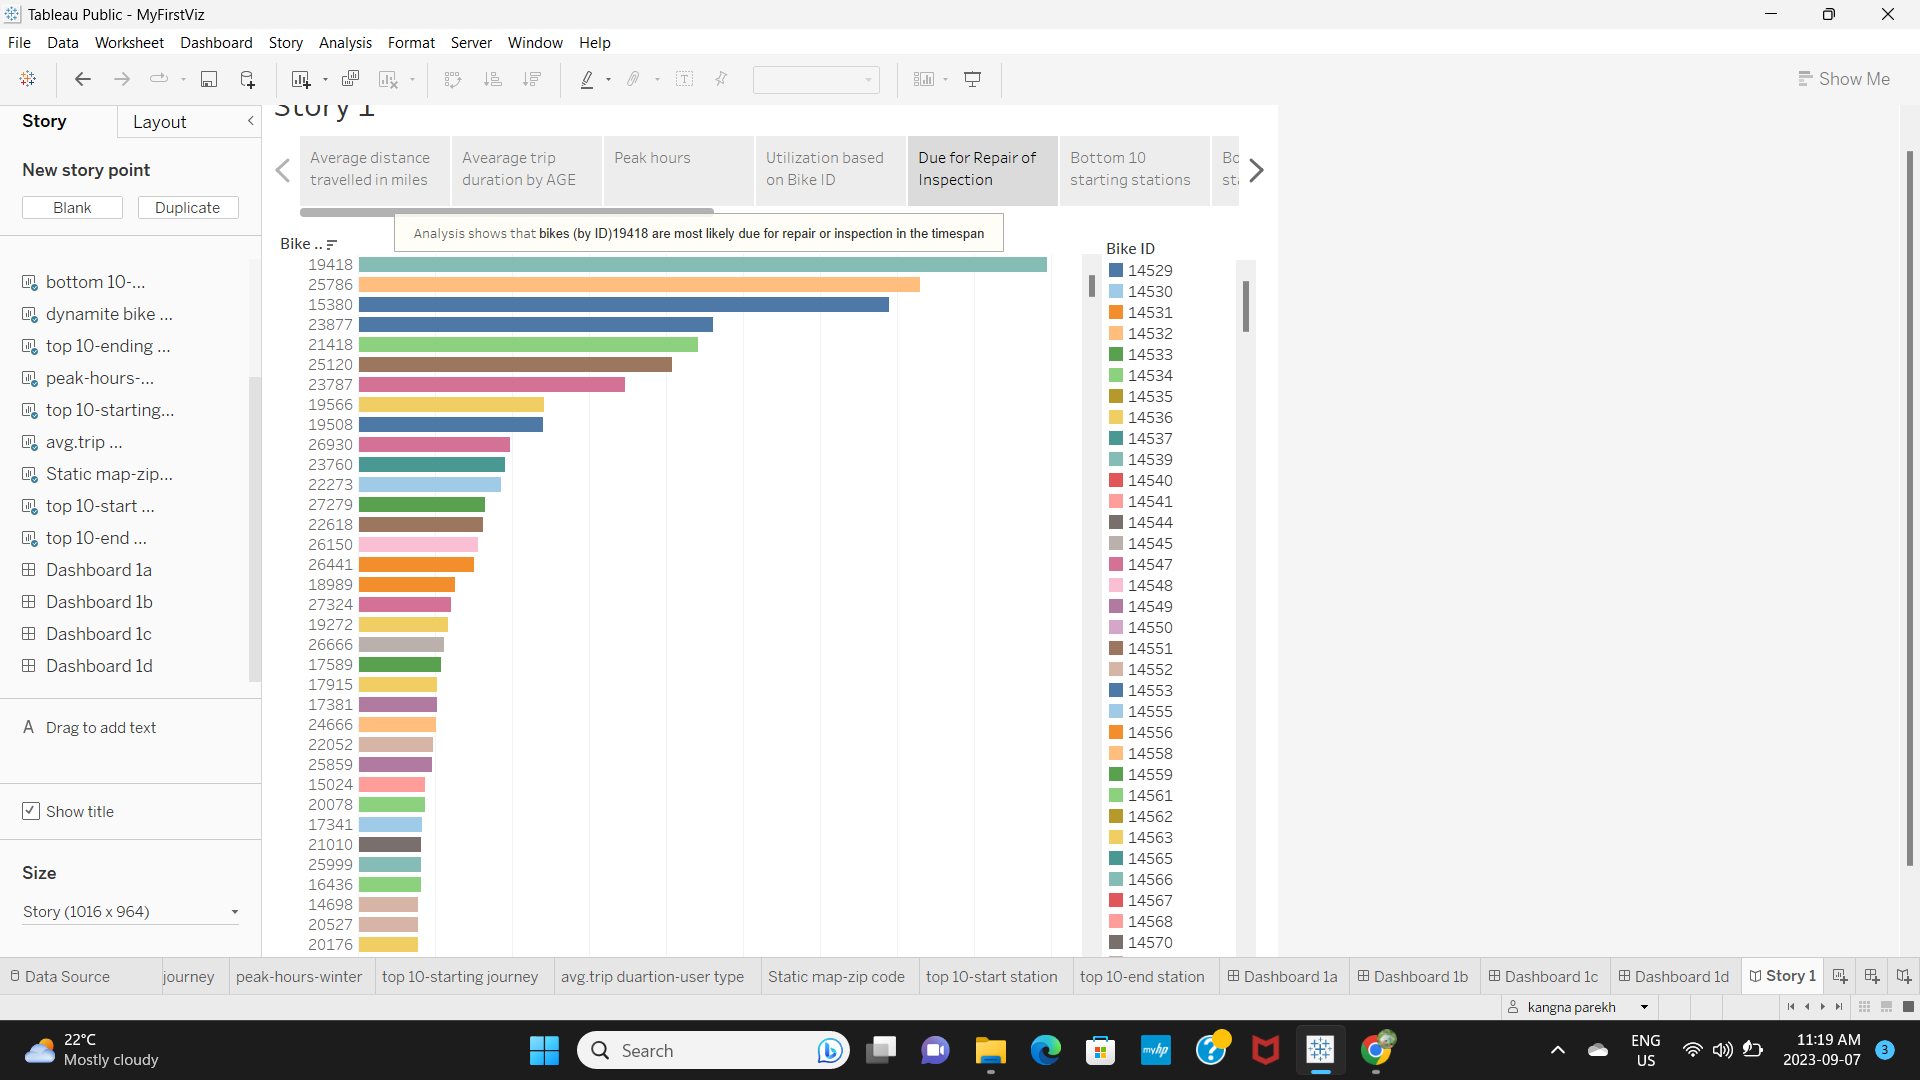 Tableau Public - MyFirstViz
File Data Worksheet Dashboard Story Analysis Format Server Window Help
Show Me
Story Layout
New story point
Blank Duplicate
bottom 10-...
dynamite bike ...
top 10-ending ...
peak-hours-...
top 10-starting...
avg.trip ...
Static map-zip...
top 10-start ...
top 10-end ...
Dashboard 1a
Dashboard 1b
Dashboard 1c
Dashboard 1d
A Drag to add text
Show title
Size
Story (1016 x 964)
Story 1
Average distance
travelled in miles
Avearage trip
duration by AGE
Peak hours
Utilization based
on Bike ID
Due for Repair of
Inspection
Bottom 10
starting stations
Analysis shows that bikes (by ID)19418 are most likely due for repair or inspection in the timespan
Bike ..
19418
25786
15380
23877
21418
25120
23787
19566
19508
26930
23760
22273
27279
22618
26150
26441
18989
27324
19272
26666
17589
17915
17381
24666
22052
25859
15024
20078
17341
21010
25999
16436
14698
20527
20176
Bike ID
14529
14530
14531
14532
14533
14534
14535
14536
14537
14539
14540
14541
14544
14545
14547
14548
14549
14550
14551
14552
14553
14555
14556
14558
14559
14561
14562
14563
14565
14566
14567
14568
14570
Data Source journey peak-hours-winter top 10-starting journey avg.trip duartion-user type Static map-zip code top 10-start station top 10-end station Dashboard 1a Dashboard 1b Dashboard 1c Dashboard 1d Story 1
kangna parekh
22°C
Mostly cloudy
Search
myhp
ENG
US
11:19 AM
2023-09-07
3